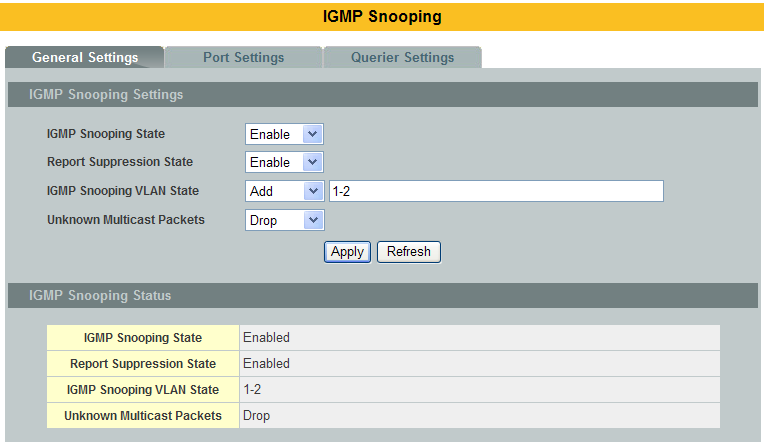 IGMP Snooping
General Settings Port Settings Querier Settings
IGMP Snooping Settings
IGMP Snooping State Enable
Report Suppression State Enable
IGMP Snooping VLAN State Add 1-2
Unknown Multicast Packets Drop
Apply Refresh
IGMP Snooping Status
IGMP Snooping State Enabled
Report Suppression State Enabled
IGMP Snooping VLAN State 1-2
Unknown Multicast Packets Drop